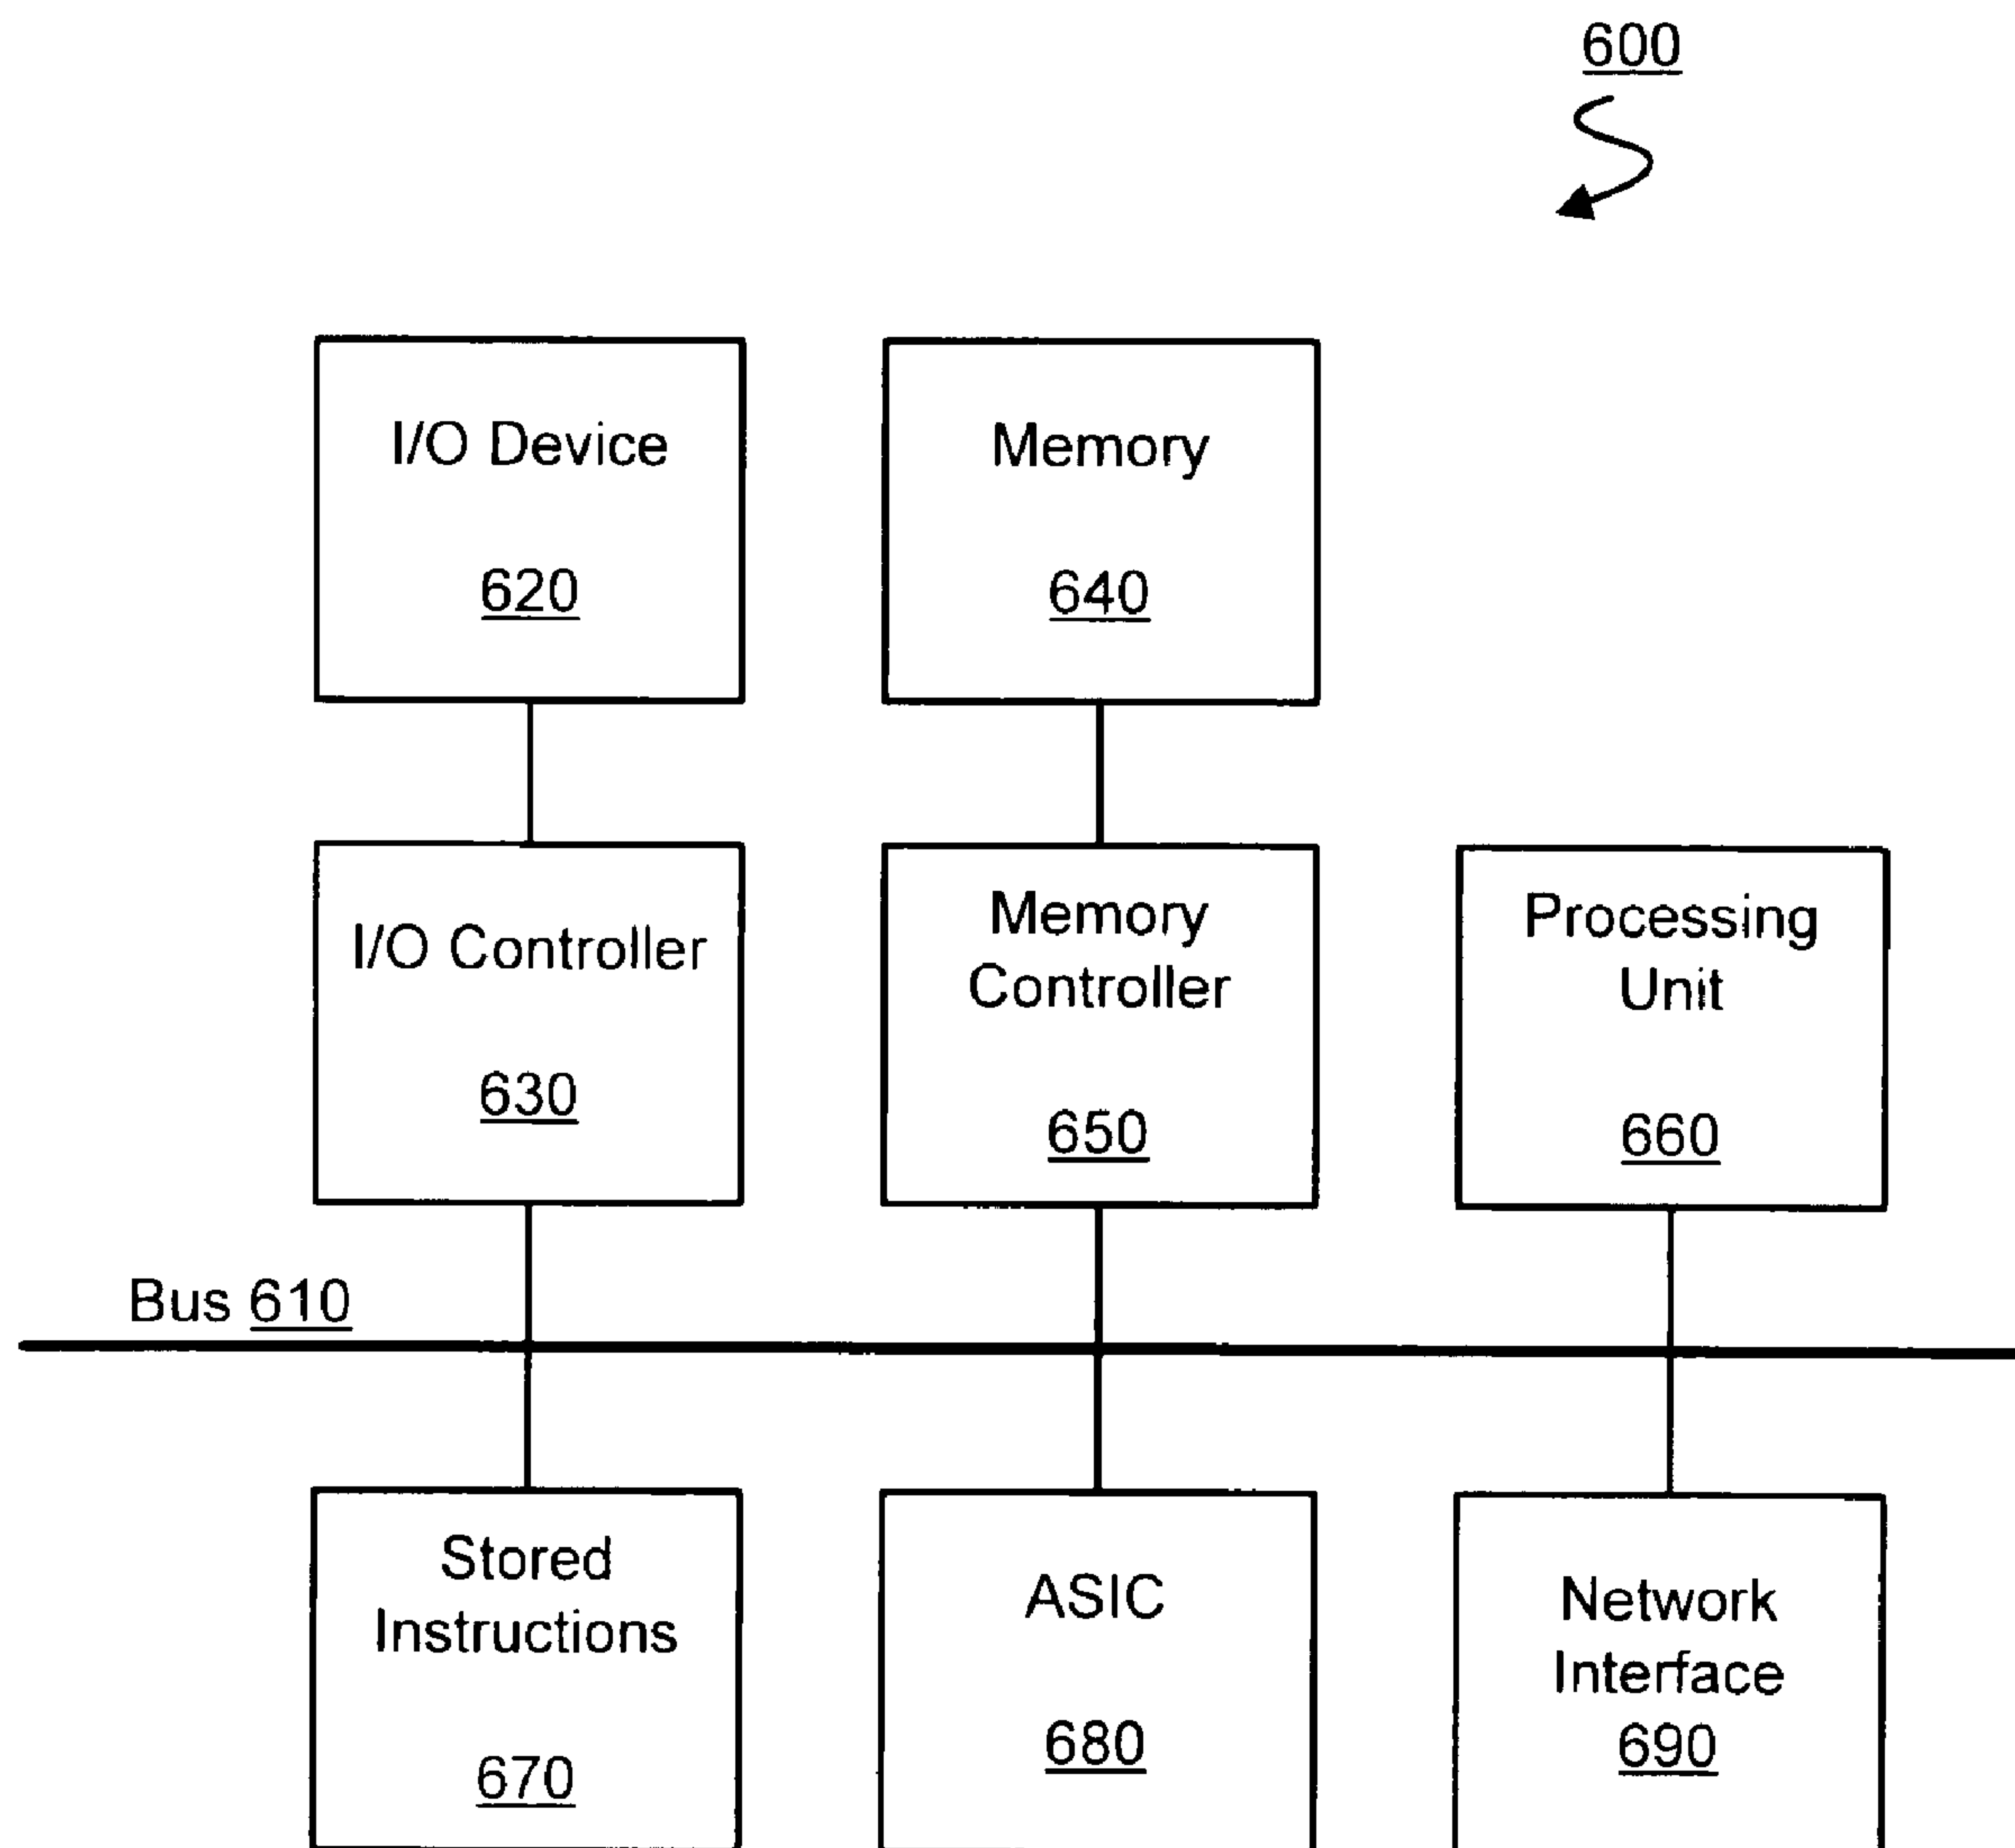 600
I/O Device
620
Memory
640
I/O Controller
630
Memory
Controller
650
Processing
Unit
660
Bus 610
Stored
Instructions
670
ASIC
680
Network
Interface
690